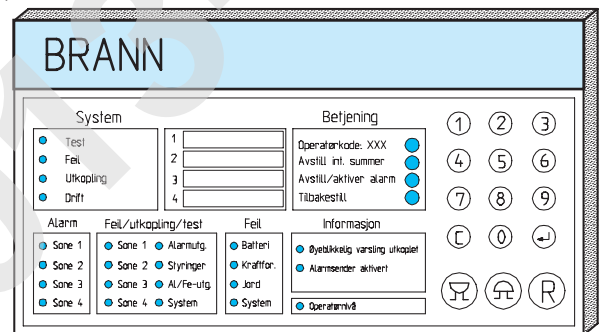 BRANN
System
Test
Feil
Utkopling
Drift
1
2
3
4
Betjening
Operatørkode: XXX
Avstill int. summer
Avstill/aktiver alarm
Tilbakestill
Alarm
Sone 1
Sone 2
Sone 3
Sone 4
Feil/utkopling/test
Sone 1 Alarmutg.
Sone 2 Styringer
Sone 3 AL/Fe-utg.
Sone 4 System
Feil
Batteri
Kraftfor.
Jord
System
Informasjon
Øyeblikkelig varsling utkoplet
Alarmsender aktivert
Operatørnivå
1 2 3
4 5 6
7 8 9
C 0 ↵
R